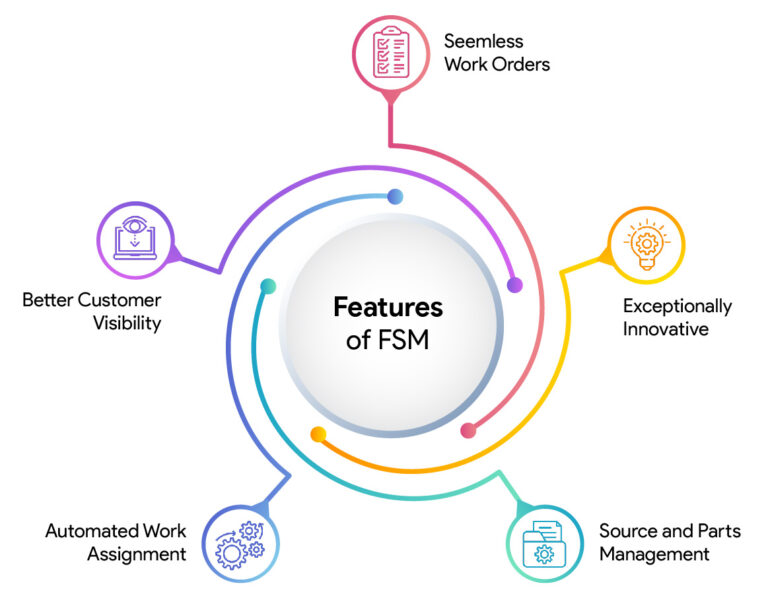 Seemless
Work Orders
Better Customer
Visibility
Features
of FSM
Exceptionally
Innovative
Automated Work
Assignment
Source and Parts
Management